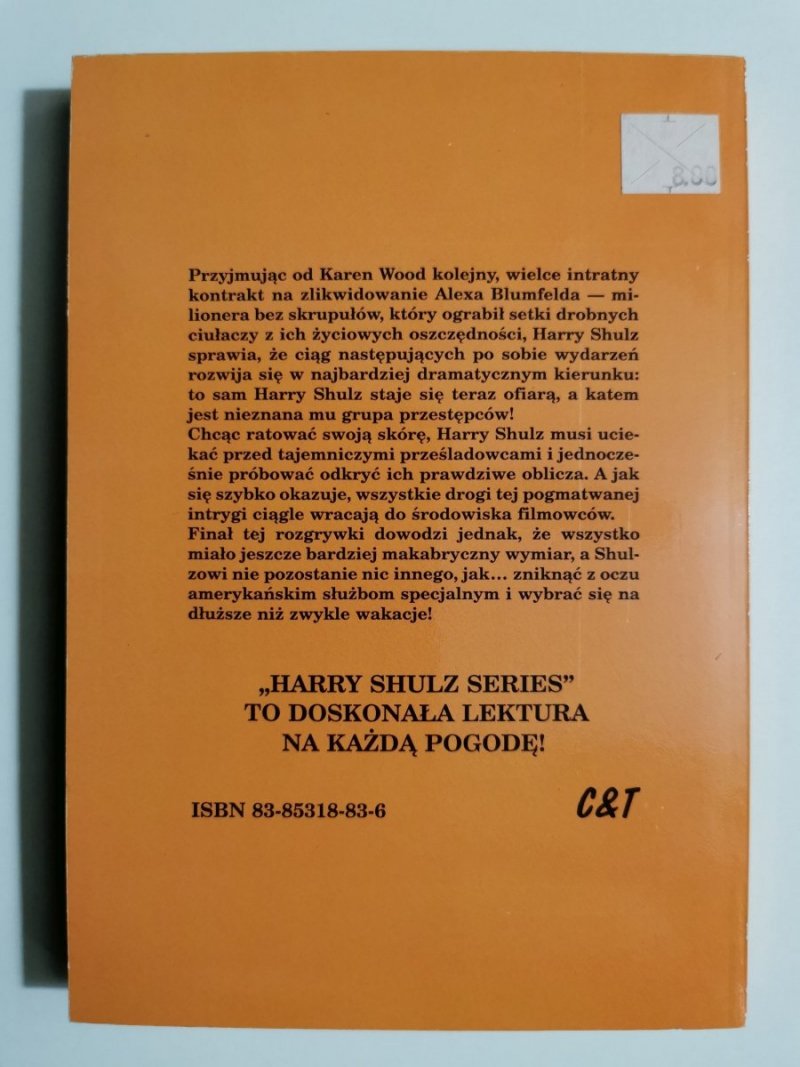 8.00
Przyjmując od Karen Wood kolejny, wielce intratny
kontrakt na zlikwidowanie Alexa Blumfelda — mi-
lionera bez skrupułów, który ograbił setki drobnych
ciułaczy z ich życiowych oszczędności, Harry Shulz
sprawia, że ciąg następujących po sobie wydarzeń
rozwija się w najbardziej dramatycznym kierunku:
to sam Harry Shulz staje się teraz ofiarą, a katem
jest nieznana mu grupa przestępców!
Chcąc ratować swoją skórę, Harry Shulz musi ucie-
kać przed tajemniczymi prześladowcami i jednocze-
śnie próbować odkryć ich prawdziwe oblicza. A jak
się szybko okazuje, wszystkie drogi tej pogmatwanej
intrygi ciągle wracają do środowiska filmowców.
Finał tej rozgrywki dowodzi jednak, że wszystko
miało jeszcze bardziej makabryczny wymiar, a Shul-
zowi nie pozostanie nic innego, jak... zniknąć z oczu
amerykańskim służbom specjalnym i wybrać się na
dłuższe niż zwykle wakacje!
„HARRY SHULZ SERIES”
TO DOSKONAŁA LEKTURA
NA KAŻDĄ POGODĘ!
ISBN 83-85318-83-6
C&T